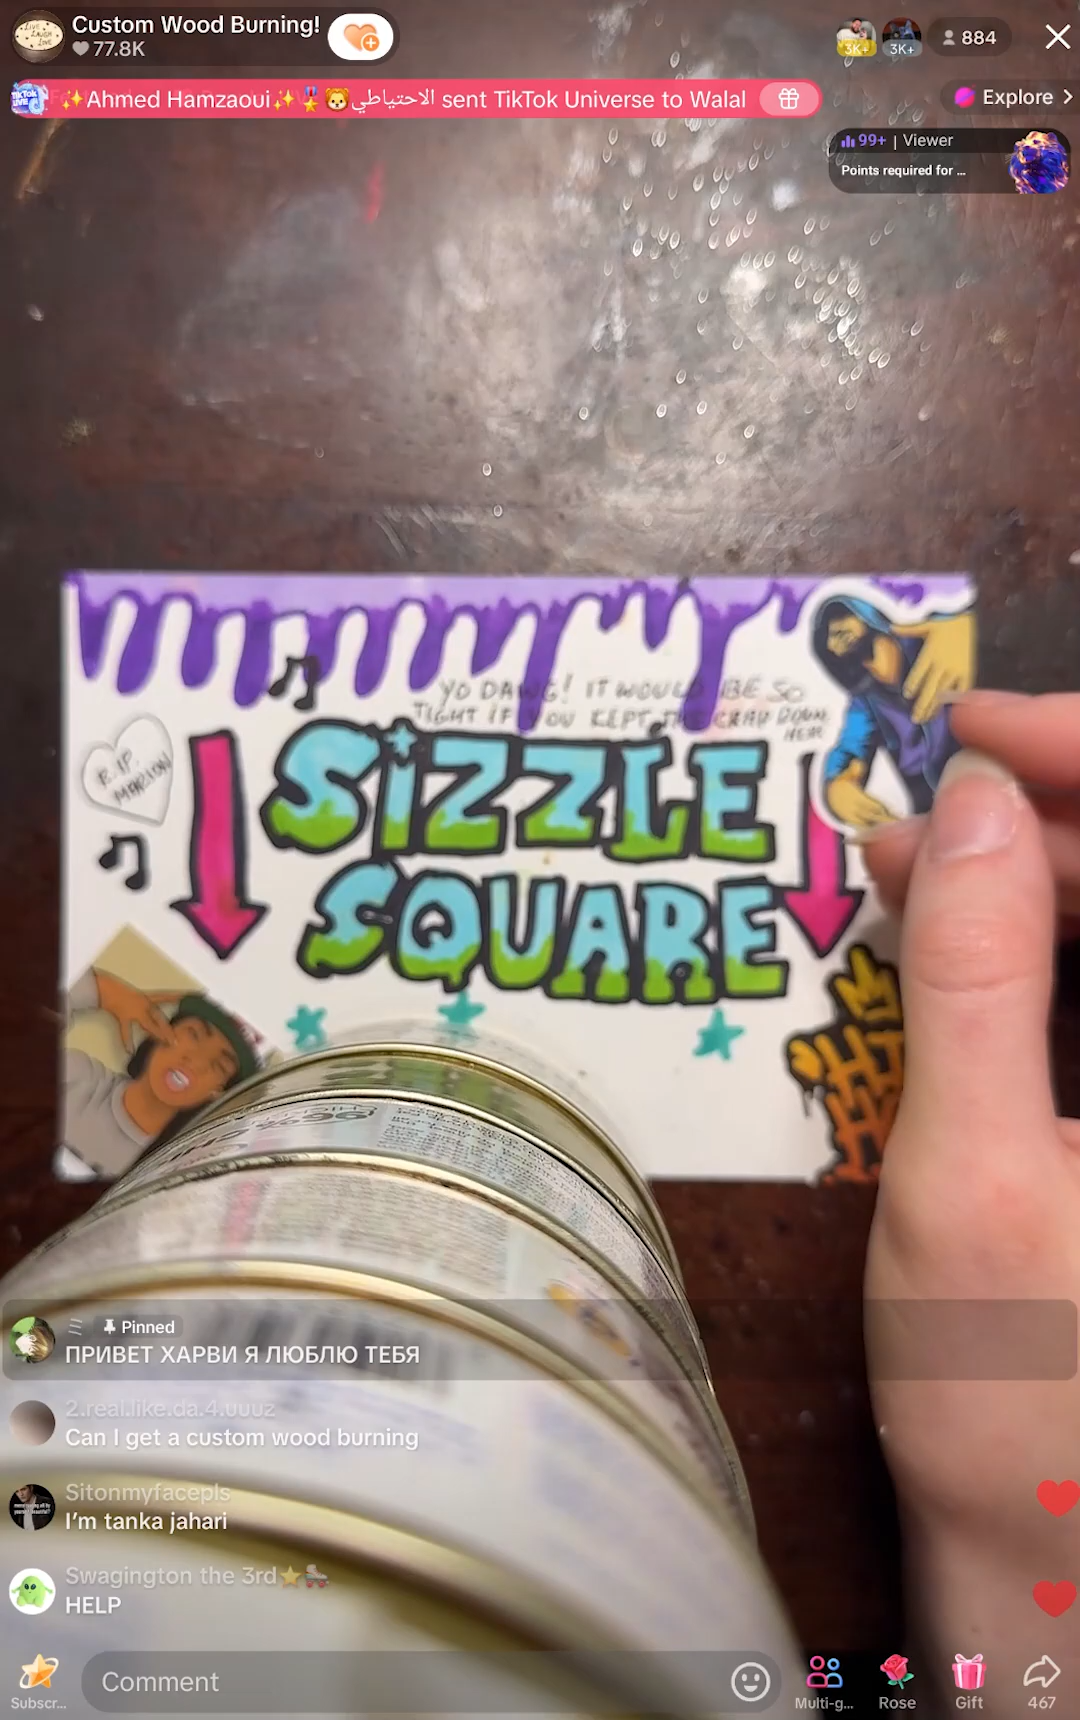 Custom Wood Burning!
77.8K
3K+
3K+
884
✨Ahmed Hamzaoui✨🎖️🐯الاحتياطي sent TikTok Universe to Walal
Explore
99+ | Viewer
Points required for ...
YO DAWG! IT WOULD BE SO
TIGHT IF YOU KEPT THE CRAP DOWN
HERE
R.I.P.
MARION
SIZZLE
SQUARE
Pinned
ПРИВЕТ ХАРВИ Я ЛЮБЛЮ ТЕБЯ
2.real.like.da.4.uuuz
Can I get a custom wood burning
Sitonmyfacepls
I'm tanka jahari
Swagington the 3rd⭐🛼
HELP
Comment
Subscr...
Multi-g...
Rose
Gift
467